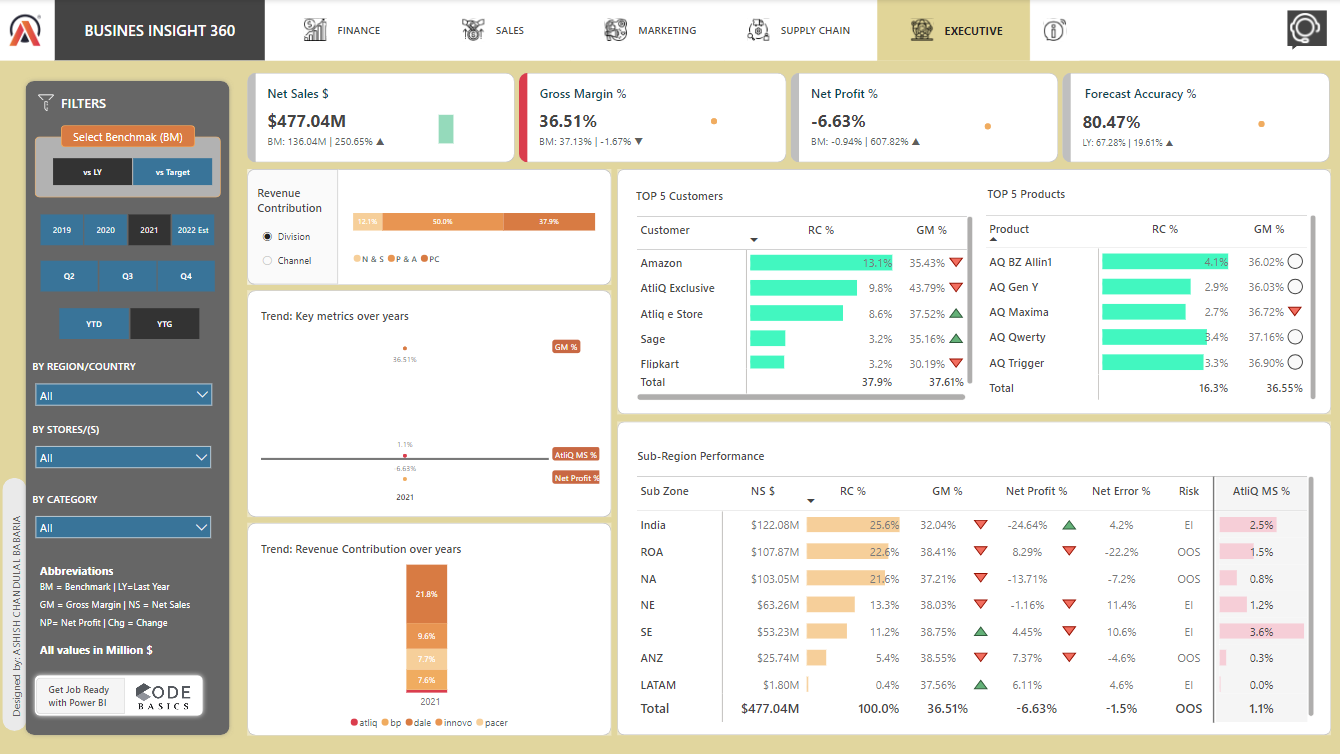 BUSINES INSIGHT 360
FINANCE
SALES
MARKETING
SUPPLY CHAIN
EXECUTIVE
FILTERS
Select Benchmak (BM)
vs LY
vs Target
2019
2020
2021
2022 Est
Q2
Q3
Q4
YTD
YTG
BY REGION/COUNTRY
All
BY STORES/(S)
All
BY CATEGORY
All
Abbreviations
BM = Benchmark | LY=Last Year
GM = Gross Margin | NS = Net Sales
NP= Net Profit | Chg = Change
All values in Million $
Get Job Ready
with Power BI
CODE
BASICS
Designed by: ASHISH CHANDULAL BABARIA
Net Sales $
$477.04M
BM: 136.04M | 250.65% ▲
Gross Margin %
36.51%
BM: 37.13% | -1.67% ▼
Net Profit %
-6.63%
BM: -0.94% | 607.82% ▲
Forecast Accuracy %
80.47%
LY: 67.28% | 19.61% ▲
Revenue
Contribution
Division
Channel
12.1% 50.0% 37.9%
N & S P & A PC
Trend: Key metrics over years
GM %
36.51%
1.1%
AtliQ MS %
-6.63%
Net Profit %
2021
Trend: Revenue Contribution over years
21.8%
9.6%
7.7%
7.6%
2021
atliq bp dale innovo pacer
TOP 5 Customers
Customer RC % GM %
Amazon 13.1% 35.43%
AtliQ Exclusive 9.8% 43.79%
Atliq e Store 8.6% 37.52%
Sage 3.2% 35.16%
Flipkart 3.2% 30.19%
Total 37.9% 37.61%
TOP 5 Products
Product RC % GM %
AQ BZ Allin1 4.1% 36.02%
AQ Gen Y 2.9% 36.03%
AQ Maxima 2.7% 36.72%
AQ Qwerty 3.4% 37.16%
AQ Trigger 3.3% 36.90%
Total 16.3% 36.55%
Sub-Region Performance
Sub Zone NS $ RC % GM % Net Profit % Net Error % Risk AtliQ MS %
India $122.08M 25.6% 32.04% -24.64% 4.2% EI 2.5%
ROA $107.87M 22.6% 38.41% 8.29% -22.2% OOS 1.5%
NA $103.05M 21.6% 37.21% -13.71% -7.2% OOS 0.8%
NE $63.26M 13.3% 38.03% -1.16% 11.4% EI 1.2%
SE $53.23M 11.2% 38.75% 4.45% 10.6% EI 3.6%
ANZ $25.74M 5.4% 38.55% 7.37% -4.6% OOS 0.3%
LATAM $1.80M 0.4% 37.56% 6.11% 4.6% EI 0.0%
Total $477.04M 100.0% 36.51% -6.63% -1.5% OOS 1.1%